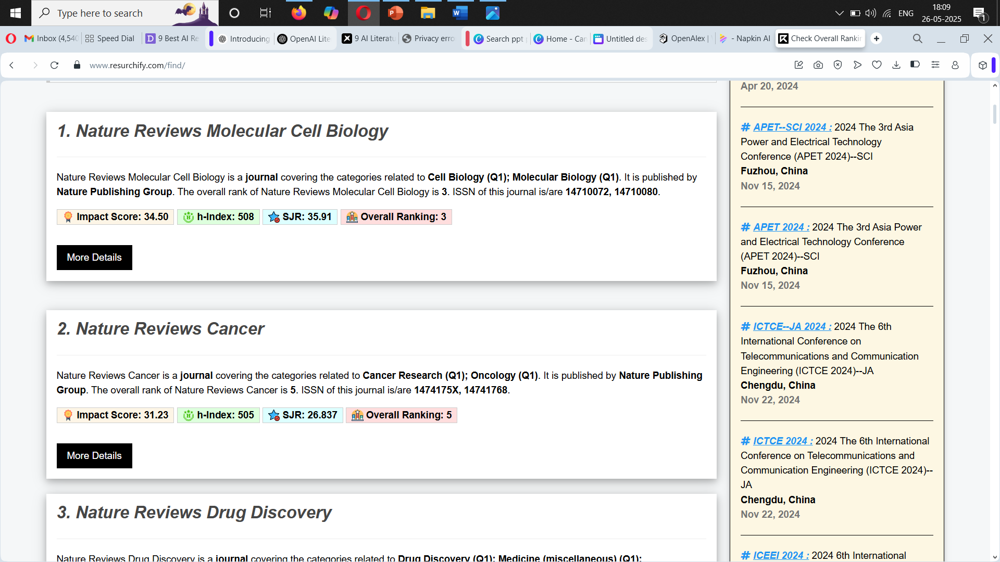 Type here to search
ENG
18:09
26-05-2025
1
Inbox (4,540
Speed Dial
9 Best AI Re
Introducing
OpenAI Lite
9 AI Literatu
Privacy erro
Search ppt
Home - Can
Untitled des
OpenAlex |
- Napkin AI
Check Overall Rankin
www.resurchify.com/find/
1. Nature Reviews Molecular Cell Biology
Nature Reviews Molecular Cell Biology is a journal covering the categories related to Cell Biology (Q1); Molecular Biology (Q1). It is published by
Nature Publishing Group. The overall rank of Nature Reviews Molecular Cell Biology is 3. ISSN of this journal is/are 14710072, 14710080.
Impact Score: 34.50 h-Index: 508 SJR: 35.91 Overall Ranking: 3
More Details
2. Nature Reviews Cancer
Nature Reviews Cancer is a journal covering the categories related to Cancer Research (Q1); Oncology (Q1). It is published by Nature Publishing
Group. The overall rank of Nature Reviews Cancer is 5. ISSN of this journal is/are 1474175X, 14741768.
Impact Score: 31.23 h-Index: 505 SJR: 26.837 Overall Ranking: 5
More Details
3. Nature Reviews Drug Discovery
Nature Reviews Drug Discovery is a journal covering the categories related to Drug Discovery (Q1); Medicine (miscellaneous) (Q1);
Apr 20, 2024
# APET--SCI 2024 : 2024 The 3rd Asia
Power and Electrical Technology
Conference (APET 2024)--SCI
Fuzhou, China
Nov 15, 2024
# APET 2024 : 2024 The 3rd Asia Power
and Electrical Technology Conference
(APET 2024)--SCI
Fuzhou, China
Nov 15, 2024
# ICTCE--JA 2024 : 2024 The 6th
International Conference on
Telecommunications and Communication
Engineering (ICTCE 2024)--JA
Chengdu, China
Nov 22, 2024
# ICTCE 2024 : 2024 The 6th International
Conference on Telecommunications and
Communication Engineering (ICTCE 2024)--
JA
Chengdu, China
Nov 22, 2024
# ICEEI 2024 : 2024 6th International